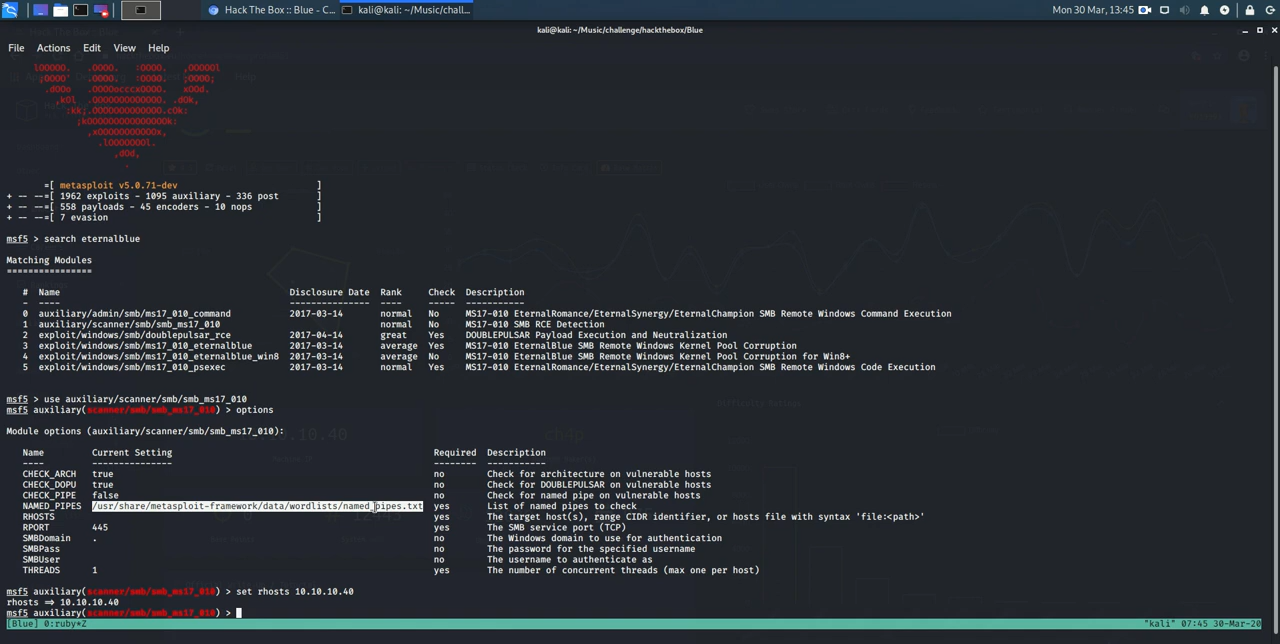 Hack The Box :: Blue - C...
kali@kali: ~/Music/chall...
Mon 30 Mar, 13:45
kali@kali: ~/Music/challenge/hackthebox/Blue
File Actions Edit View Help
=[ metasploit v5.0.71-dev ]
+ -- --=[ 1962 exploits - 1095 auxiliary - 336 post ]
+ -- --=[ 558 payloads - 45 encoders - 10 nops ]
+ -- --=[ 7 evasion ]
msf5 > search eternalblue
Matching Modules
================
# Name Disclosure Date Rank Check Description
- ---- --------------- ---- ----- -----------
0 auxiliary/admin/smb/ms17_010_command 2017-03-14 normal No MS17-010 EternalRomance/EternalSynergy/EternalChampion SMB Remote Windows Command Execution
1 auxiliary/scanner/smb/smb_ms17_010 normal No MS17-010 SMB RCE Detection
2 exploit/windows/smb/doublepulsar_rce 2017-04-14 great Yes DOUBLEPULSAR Payload Execution and Neutralization
3 exploit/windows/smb/ms17_010_eternalblue 2017-03-14 average Yes MS17-010 EternalBlue SMB Remote Windows Kernel Pool Corruption
4 exploit/windows/smb/ms17_010_eternalblue_win8 2017-03-14 average No MS17-010 EternalBlue SMB Remote Windows Kernel Pool Corruption for Win8+
5 exploit/windows/smb/ms17_010_psexec 2017-03-14 normal Yes MS17-010 EternalRomance/EternalSynergy/EternalChampion SMB Remote Windows Code Execution
msf5 > use auxiliary/scanner/smb/smb_ms17_010
msf5 auxiliary(scanner/smb/smb_ms17_010) > options
Module options (auxiliary/scanner/smb/smb_ms17_010):
Name Current Setting Required Description
---- --------------- -------- -----------
CHECK_ARCH true no Check for architecture on vulnerable hosts
CHECK_DOPU true no Check for DOUBLEPULSAR on vulnerable hosts
CHECK_PIPE false no Check for named pipe on vulnerable hosts
NAMED_PIPES /usr/share/metasploit-framework/data/wordlists/named_pipes.txt yes List of named pipes to check
RHOSTS yes The target host(s), range CIDR identifier, or hosts file with syntax 'file:<path>'
RPORT 445 yes The SMB service port (TCP)
SMBDomain . no The Windows domain to use for authentication
SMBPass no The password for the specified username
SMBUser no The username to authenticate as
THREADS 1 yes The number of concurrent threads (max one per host)
msf5 auxiliary(scanner/smb/smb_ms17_010) > set rhosts 10.10.10.40
rhosts => 10.10.10.40
msf5 auxiliary(scanner/smb/smb_ms17_010) >
[Blue] 0:ruby*Z "kali" 07:45 30-Mar-20